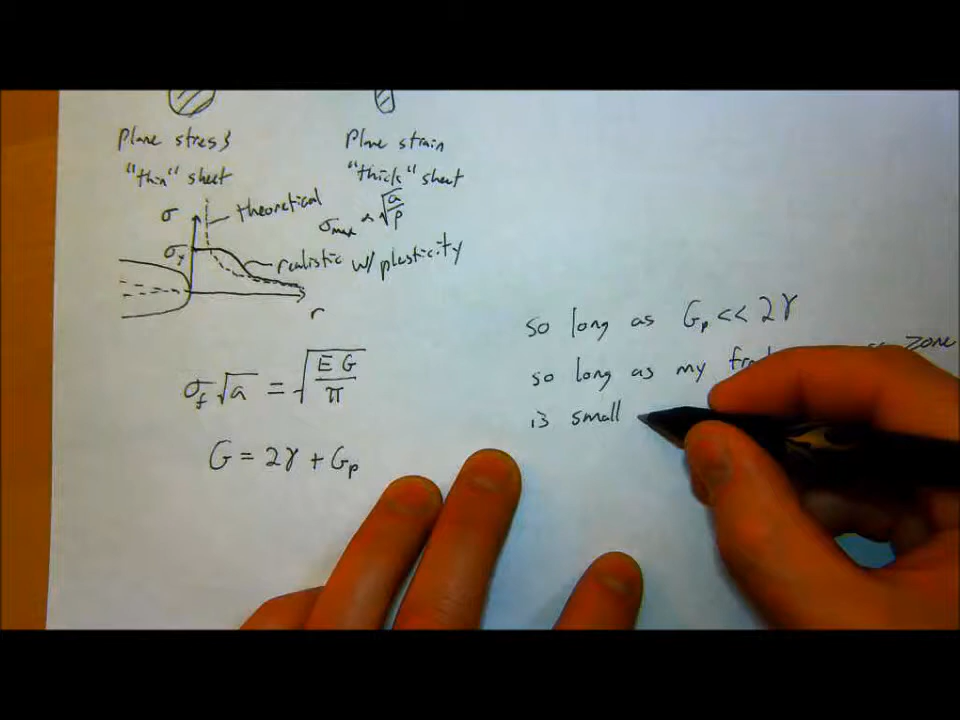 Plane stress
"thin" sheet
Plane strain
"thick" sheet
σ
theoretical
σmax ∝ √(a/ρ)
σy
realistic w/ plasticity
r
σf √a = √(E G / π)
G = 2γ + Gp
so long as Gp << 2γ
so long as my zone
is small